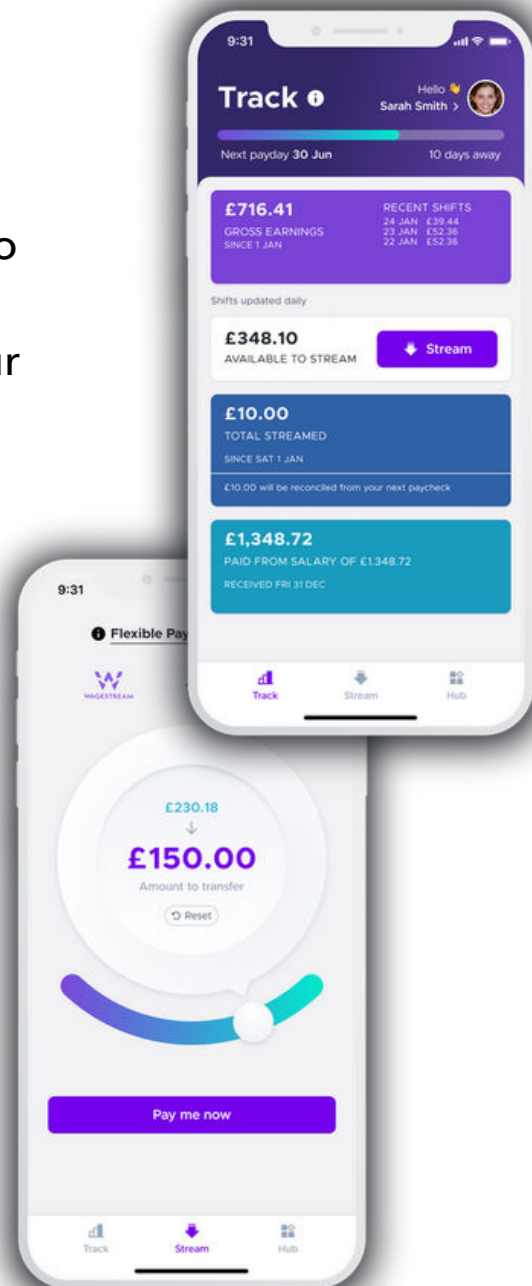 o
ur
9:31
Track i
Hello 👋
Sarah Smith >
Next payday 30 Jun
10 days away
£716.41
GROSS EARNINGS
SINCE 1 JAN
RECENT SHIFTS
24 JAN £39.44
23 JAN £52.36
22 JAN £52.36
Shifts updated daily
£348.10
AVAILABLE TO STREAM
Stream
£10.00
TOTAL STREAMED
SINCE SAT 1 JAN
£10.00 will be reconciled from your next paycheck
£1,348.72
PAID FROM SALARY OF £1,348.72
RECEIVED FRI 31 DEC
Track
Stream
Hub
9:31
i Flexible Pay
WAGESTREAM
£230.18
£150.00
Amount to transfer
Reset
Pay me now
Track
Stream
Hub